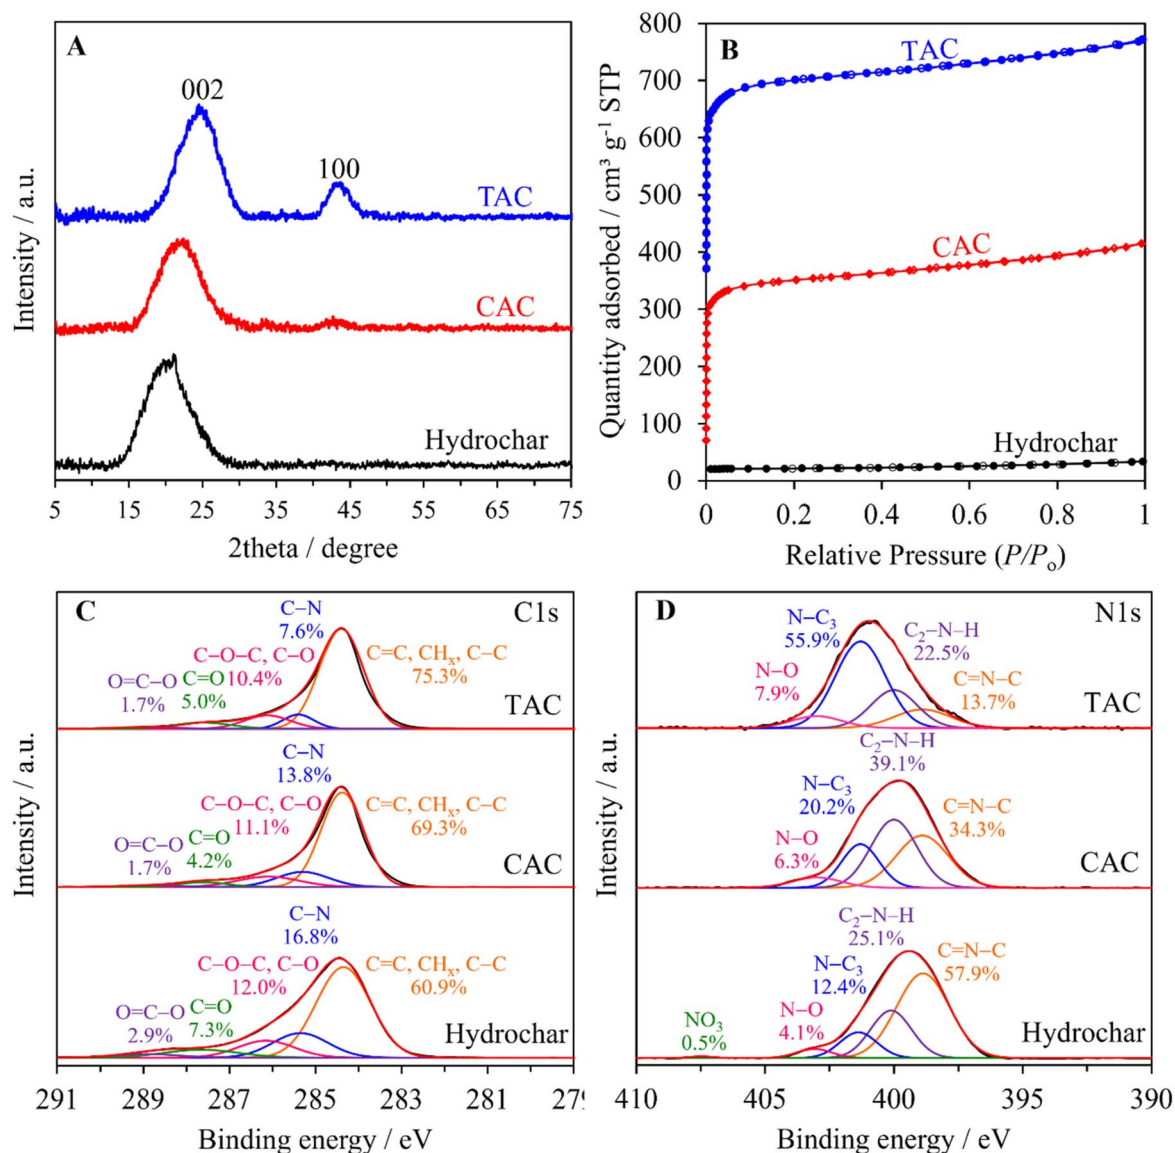 A
002
100
TAC
CAC
Hydrochar
Intensity / a.u.
5 15 25 35 45 55 65 75
2theta / degree
B
TAC
CAC
Hydrochar
Quantity adsorbed / cm³ g⁻¹ STP
800
700
600
500
400
300
200
100
0
0 0.2 0.4 0.6 0.8 1
Relative Pressure (P/Pₒ)
C
C1s
C−N
7.6%
C−O−C, C−O
10.4%
C=C, CHₓ, C−C
75.3%
O=C−O
1.7%
C=O
5.0%
TAC
C−N
13.8%
C−O−C, C−O
11.1%
C=C, CHₓ, C−C
69.3%
O=C−O
1.7%
C=O
4.2%
CAC
C−N
16.8%
C−O−C, C−O
12.0%
C=C, CHₓ, C−C
60.9%
O=C−O
2.9%
C=O
7.3%
Hydrochar
Intensity / a.u.
291 289 287 285 283 281 279
Binding energy / eV
D
N1s
N−C₃
55.9%
C₂−N−H
22.5%
N−O
7.9%
C=N−C
13.7%
TAC
C₂−N−H
39.1%
N−C₃
20.2%
C=N−C
34.3%
N−O
6.3%
CAC
C₂−N−H
25.1%
C=N−C
57.9%
N−C₃
12.4%
N−O
4.1%
NO₃
0.5%
Hydrochar
Intensity / a.u.
410 405 400 395 390
Binding energy / eV